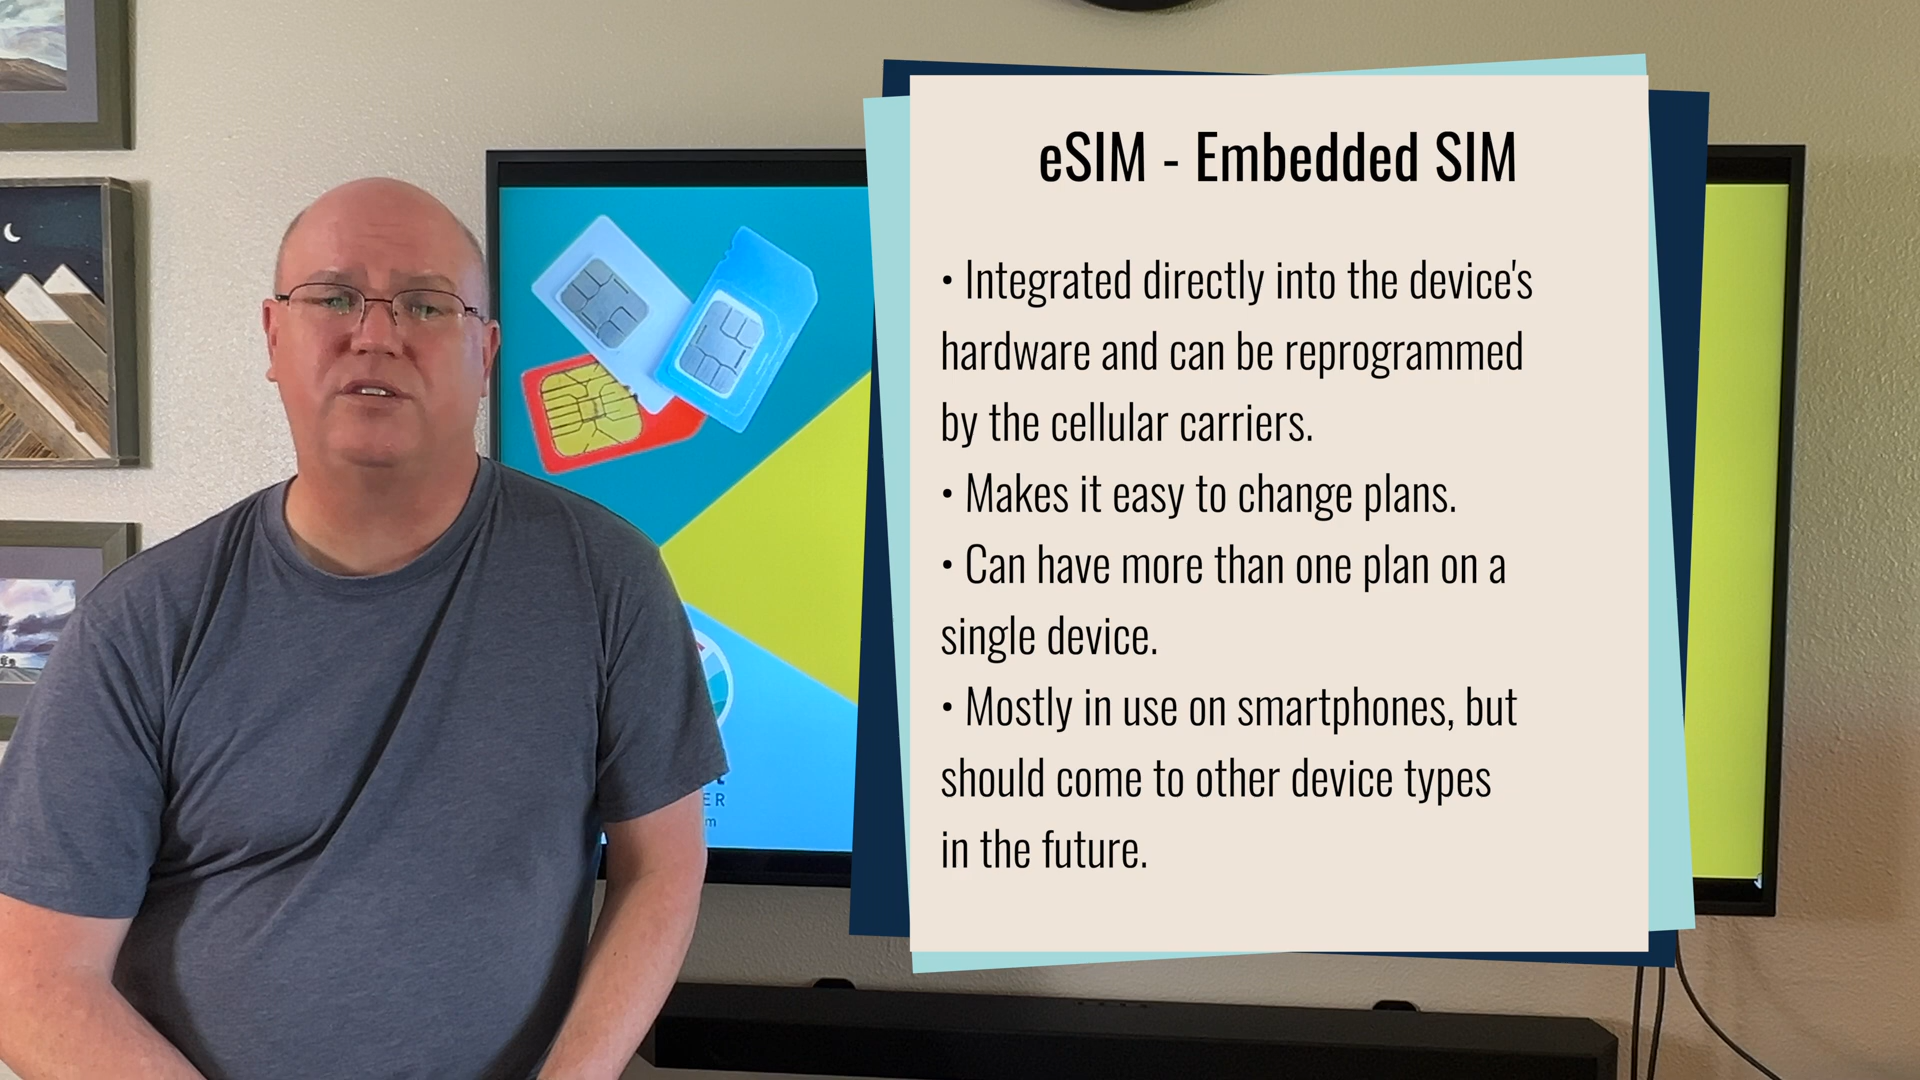 eSIM - Embedded SIM
• Integrated directly into the device's
hardware and can be reprogrammed
by the cellular carriers.
• Makes it easy to change plans.
• Can have more than one plan on a
single device.
• Mostly in use on smartphones, but
should come to other device types
in the future.
ER
m